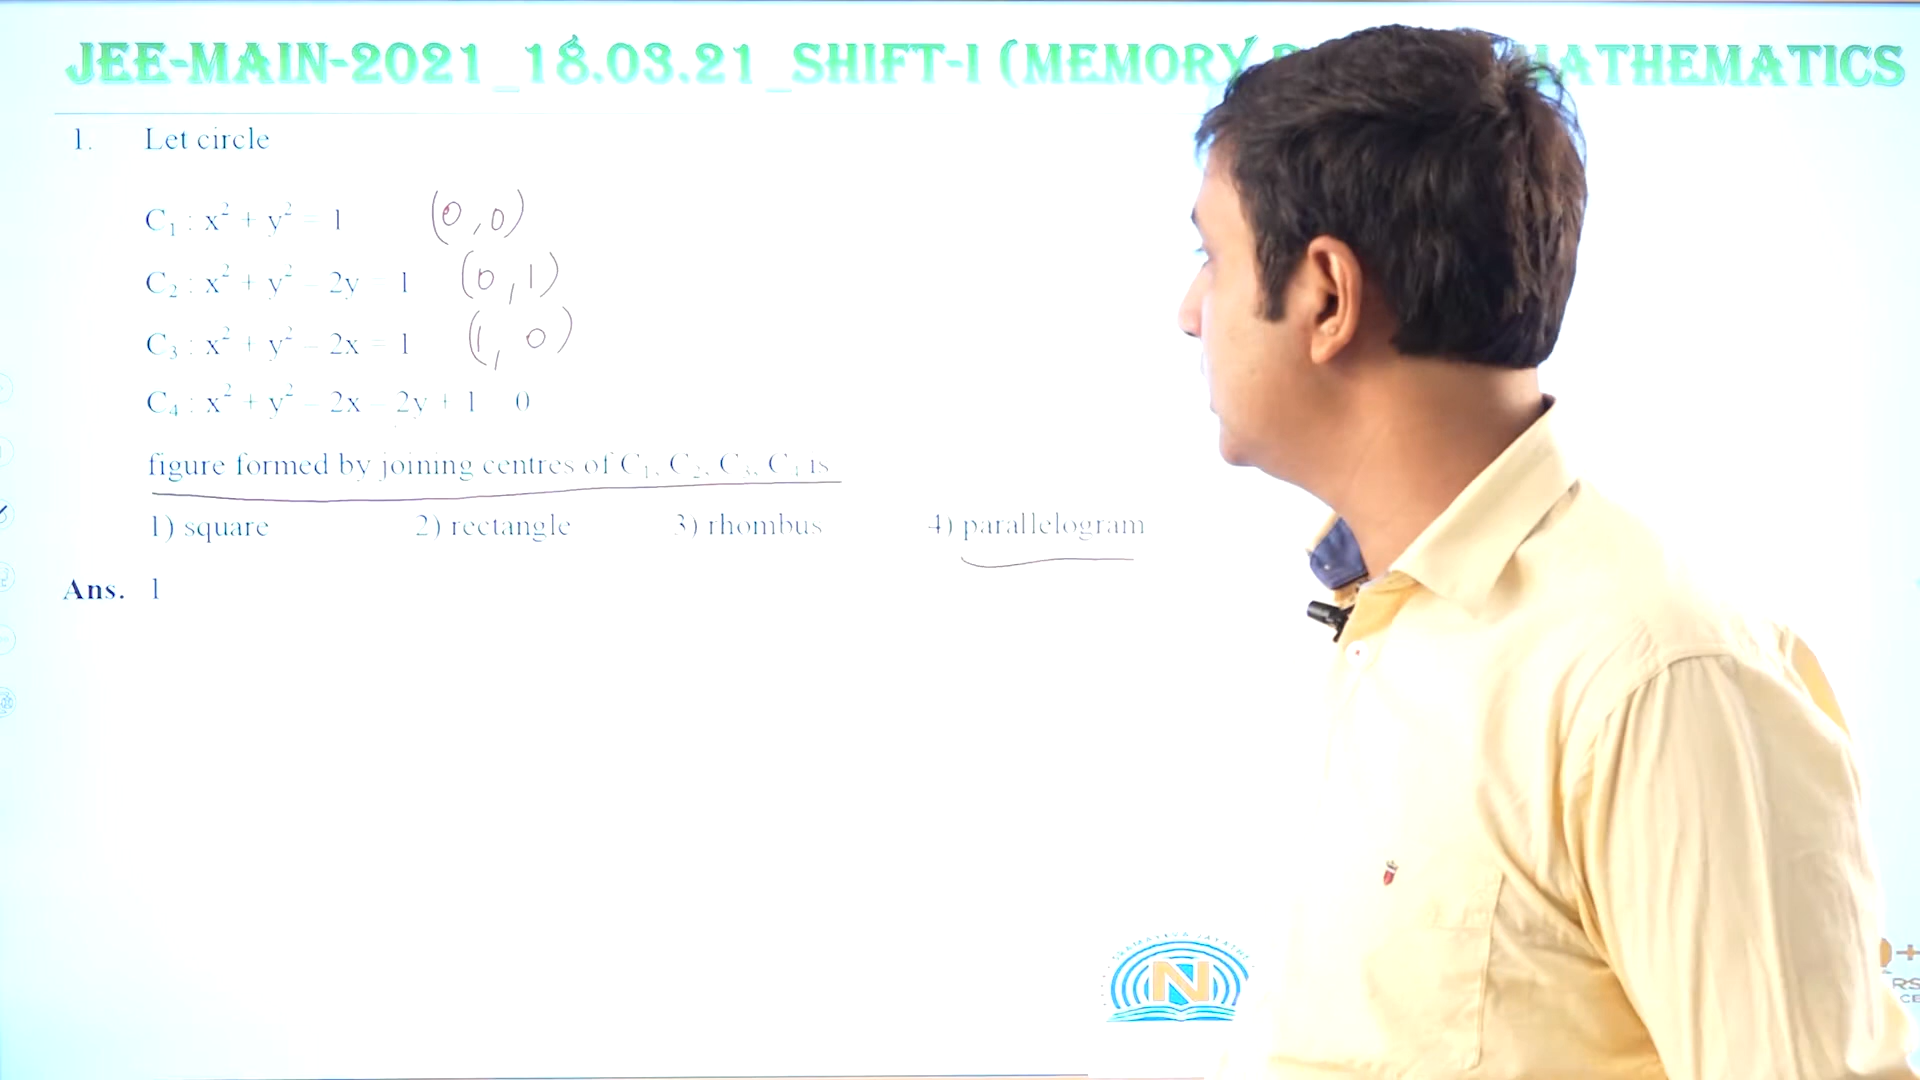 JEE-MAIN-2021_18.03.21_SHIFT-I (MEMORY MATHEMATICS
1. Let circle
C₁ : x² + y² = 1 (0,0)
C₂ : x² + y² - 2y = 1 (0,1)
C₃ : x² + y² - 2x = 1 (1,0)
C₄ : x² + y² - 2x - 2y + 1 = 0
figure formed by joining centres of C₁, C₂, C₃, C₄ is
1) square 2) rectangle 3) rhombus 4) parallelogram
Ans. 1
N